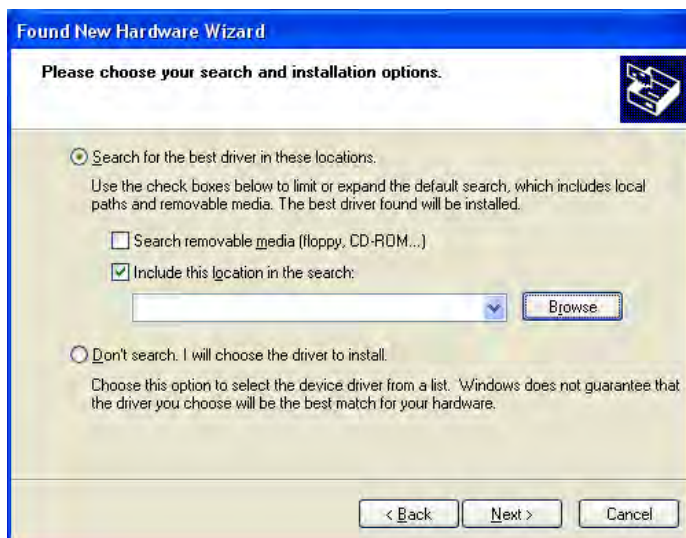 Found New Hardware Wizard
Please choose your search and installation options.
Search for the best driver in these locations.
Use the check boxes below to limit or expand the default search, which includes local
paths and removable media. The best driver found will be installed.
Search removable media (floppy, CD-ROM...)
Include this location in the search:
Browse
Don't search. I will choose the driver to install.
Choose this option to select the device driver from a list. Windows does not guarantee that
the driver you choose will be the best match for your hardware.
< Back
Next >
Cancel